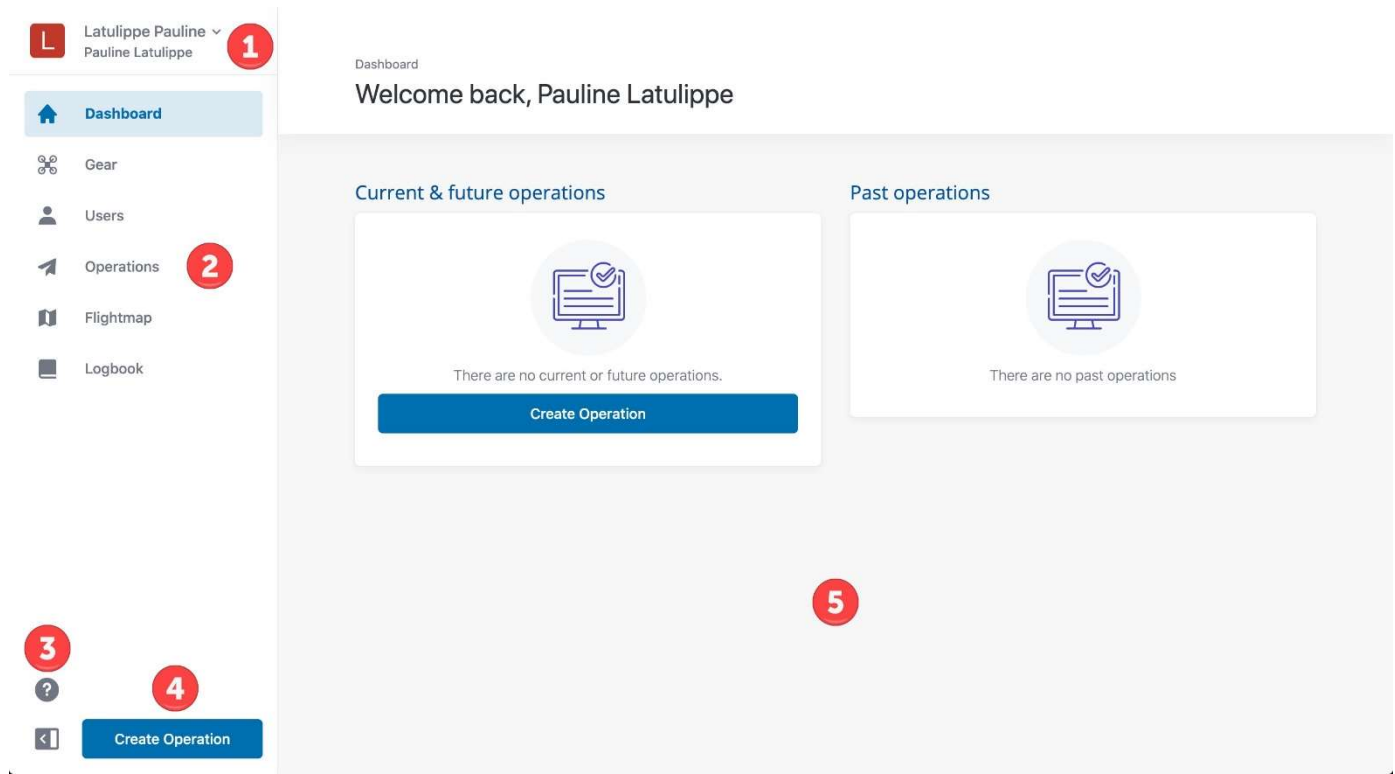 L
Latulippe Pauline
Pauline Latulippe
1
Dashboard
Gear
Users
Operations
2
Flightmap
Logbook
3
?
4
Create Operation
Dashboard
Welcome back, Pauline Latulippe
Current & future operations
There are no current or future operations.
Create Operation
Past operations
There are no past operations
5